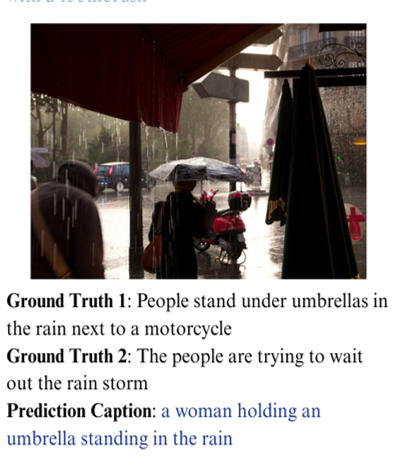 Ground Truth 1: People stand under umbrellas in
the rain next to a motorcycle
Ground Truth 2: The people are trying to wait
out the rain storm
Prediction Caption: a woman holding an
umbrella standing in the rain